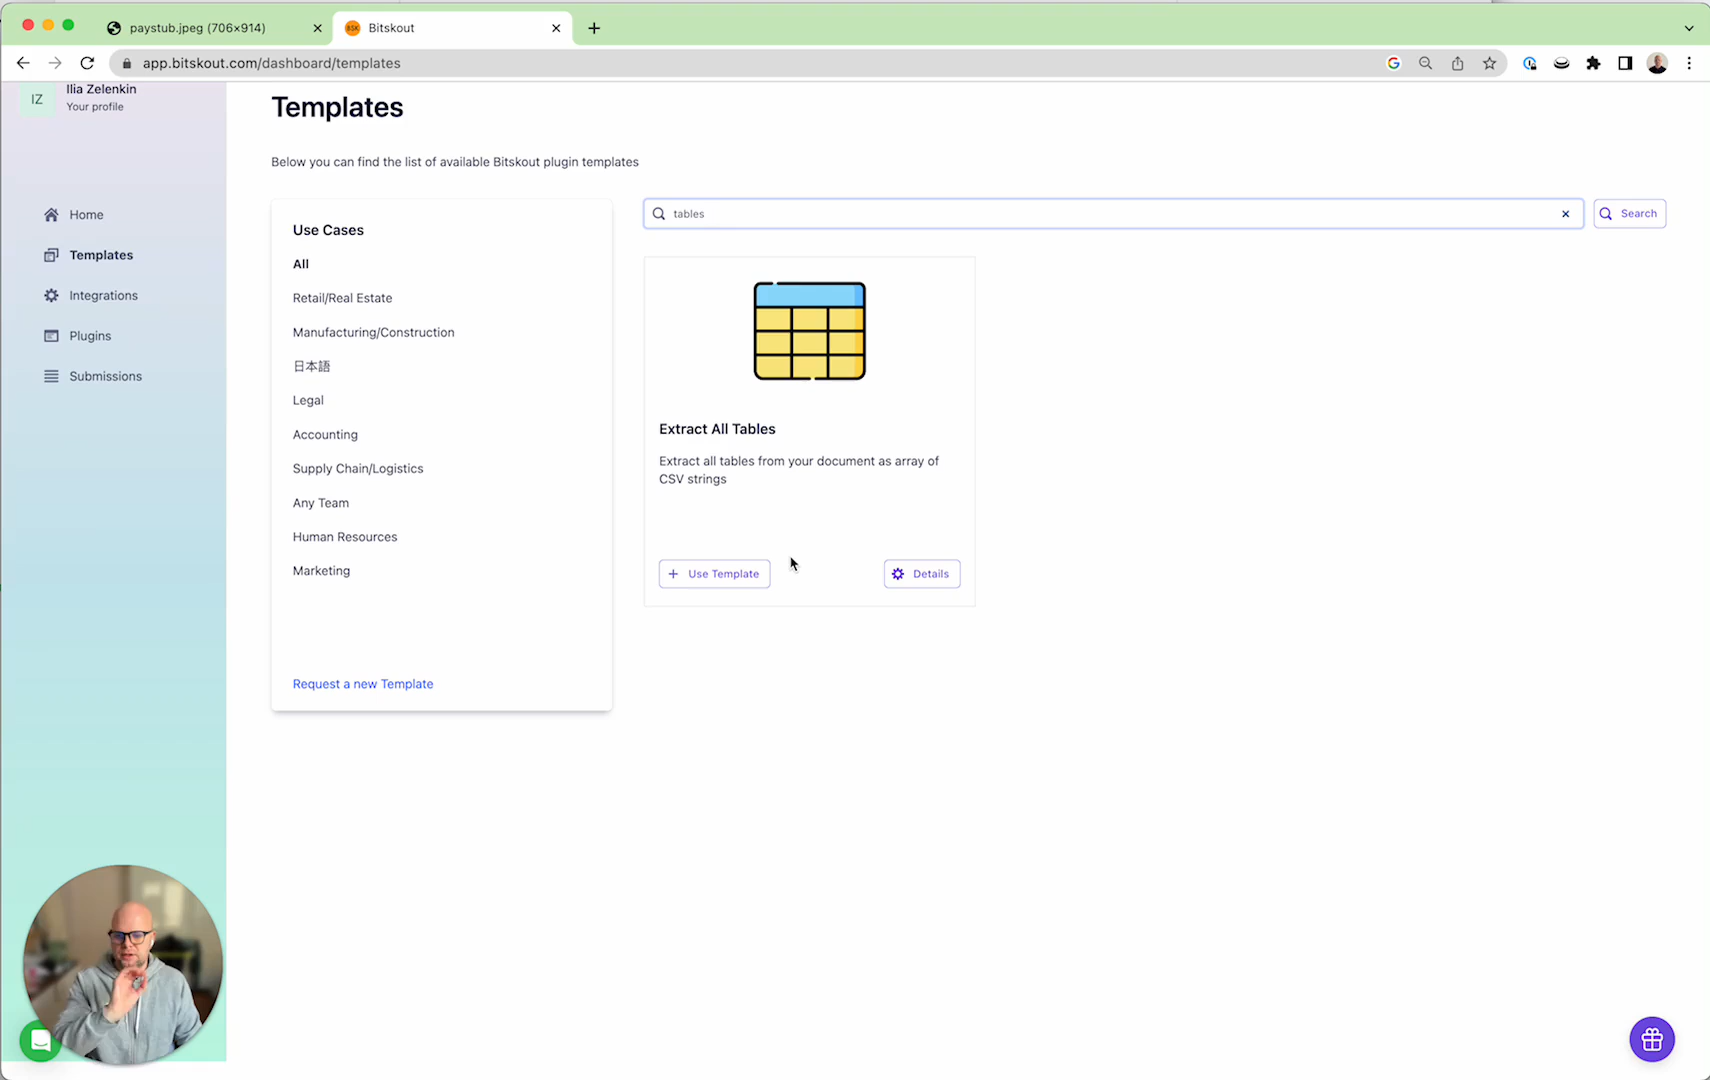 paystub.jpeg (706×914)
BSK
Bitskout
app.bitskout.com/dashboard/templates
IZ
Ilia Zelenkin
Your profile
Home
Templates
Integrations
Plugins
Submissions
Templates
Below you can find the list of available Bitskout plugin templates
Use Cases
All
Retail/Real Estate
Manufacturing/Construction
日本語
Legal
Accounting
Supply Chain/Logistics
Any Team
Human Resources
Marketing
Request a new Template
tables
Search
Extract All Tables
Extract all tables from your document as array of
CSV strings
Use Template
Details